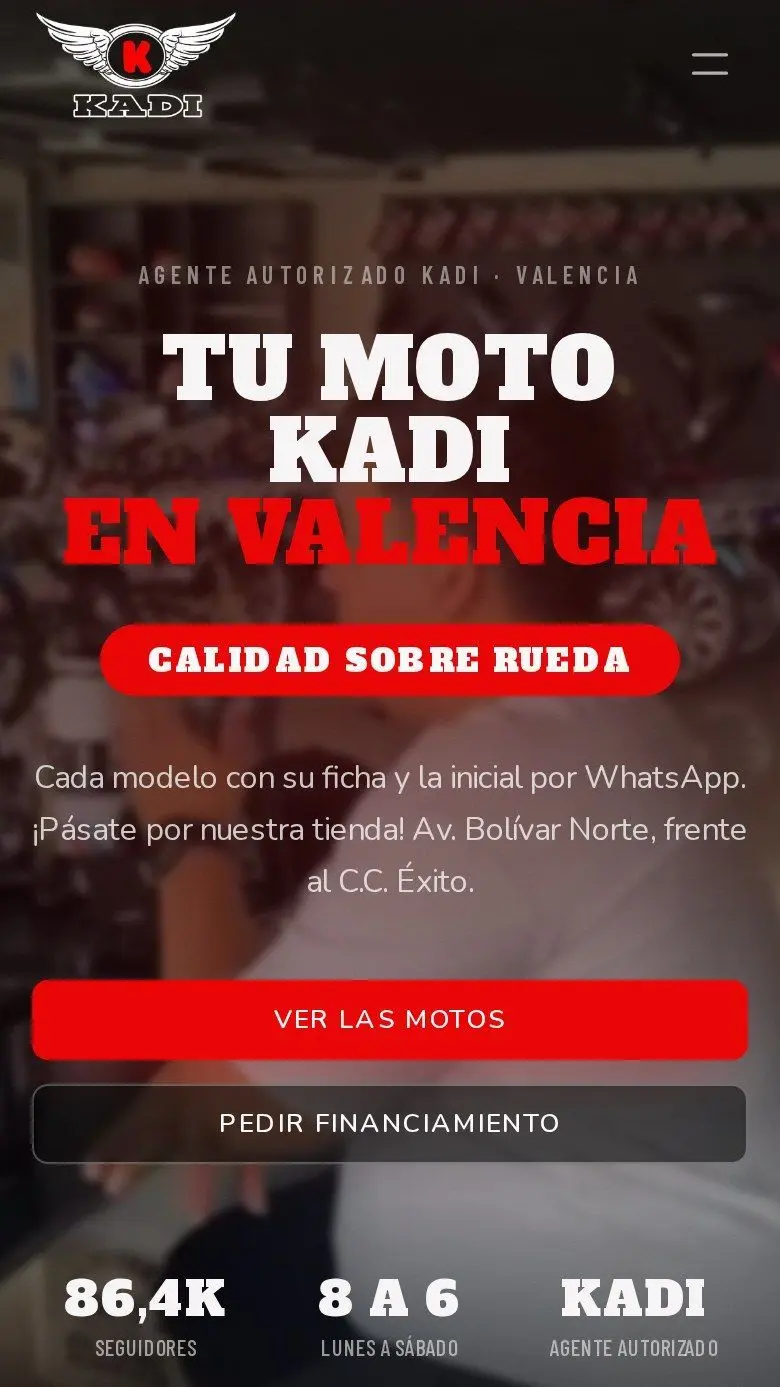 K
KADI
AGENTE AUTORIZADO KADI · VALENCIA
TU MOTO
KADI
EN VALENCIA
CALIDAD SOBRE RUEDA
Cada modelo con su ficha y la inicial por WhatsApp.
¡Pásate por nuestra tienda! Av. Bolívar Norte, frente
al C.C. Éxito.
VER LAS MOTOS
PEDIR FINANCIAMIENTO
86,4K 8 A 6 KADI
SEGUIDORES LUNES A SÁBADO AGENTE AUTORIZADO